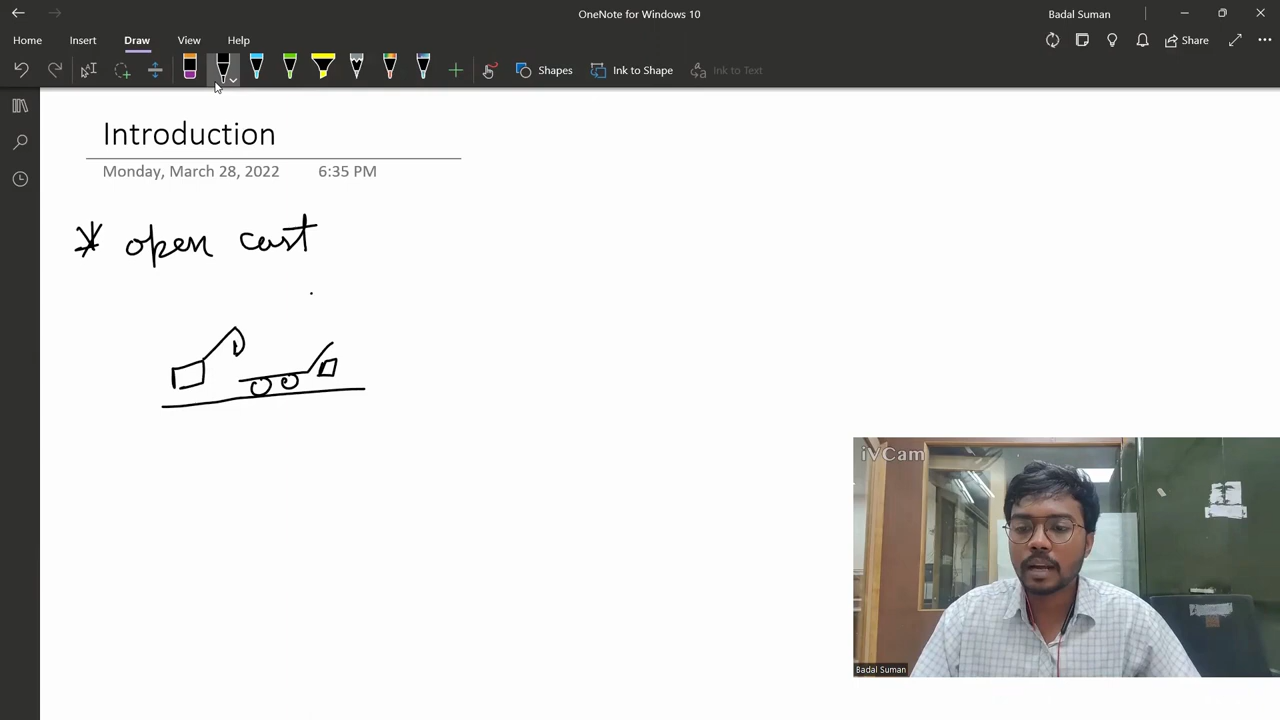 OneNote for Windows 10
Badal Suman
Home Insert Draw View Help
Share
Shapes Ink to Shape Ink to Text
Introduction
Monday, March 28, 2022 6:35 PM
* open cast
iVCam
Badal Suman